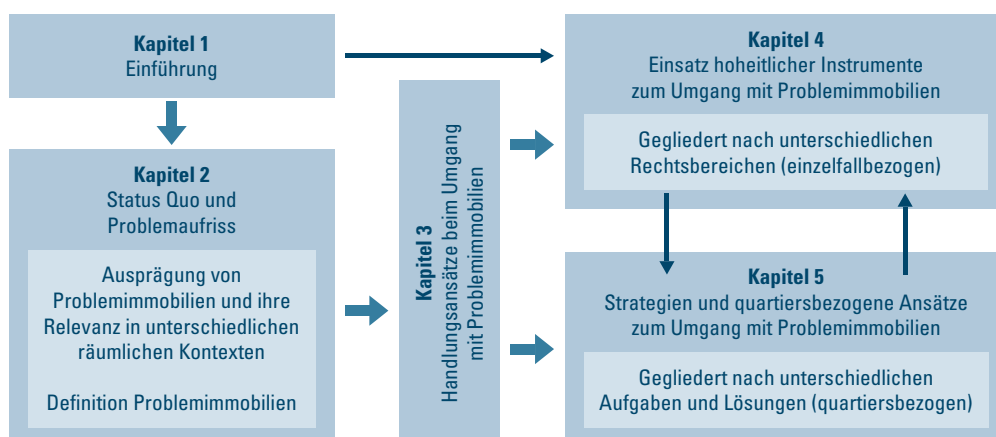 Kapitel 1
Einführung
Kapitel 2
Status Quo und
Problemaufriss
Ausprägung von
Problemimmobilien und ihre
Relevanz in unterschiedlichen
räumlichen Kontexten
Definition Problemimmobilien
Kapitel 3
Handlungsansätze beim Umgang
mit Problemimmobilien
Kapitel 4
Einsatz hoheitlicher Instrumente
zum Umgang mit Problemimmobilien
Gegliedert nach unterschiedlichen
Rechtsbereichen (einzelfallbezogen)
Kapitel 5
Strategien und quartiersbezogene Ansätze
zum Umgang mit Problemimmobilien
Gegliedert nach unterschiedlichen
Aufgaben und Lösungen (quartiersbezogen)